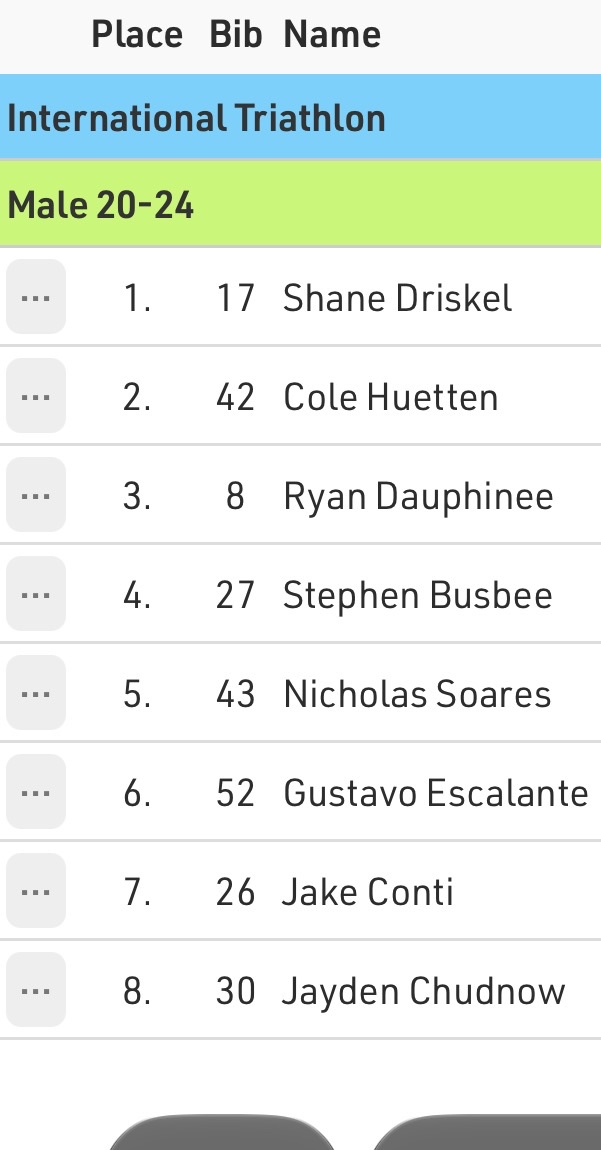 Place Bib Name
International Triathlon
Male 20-24
... 1. 17 Shane Driskel
... 2. 42 Cole Huetten
... 3. 8 Ryan Dauphinee
... 4. 27 Stephen Busbee
... 5. 43 Nicholas Soares
... 6. 52 Gustavo Escalante
... 7. 26 Jake Conti
... 8. 30 Jayden Chudnow